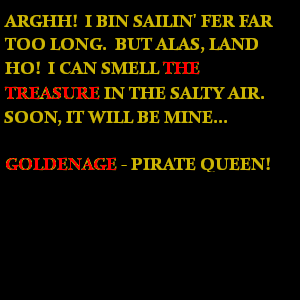 ARGHH! I BIN SAILIN' FER FAR
TOO LONG. BUT ALAS, LAND
HO! I CAN SMELL THE
TREASURE IN THE SALTY AIR.
SOON, IT WILL BE MINE...
GOLDENAGE - PIRATE QUEEN!